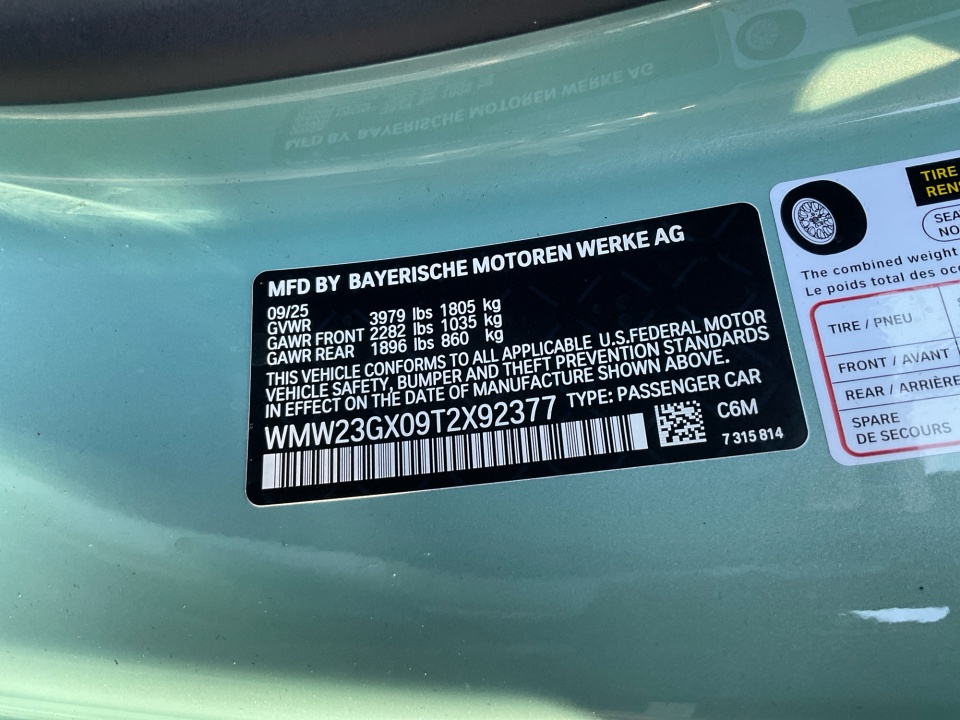 MFD BY BAYERISCHE MOTOREN WERKE AG
09/25
GVWR 3979 lbs 1805 kg
GAWR FRONT 2282 lbs 1035 kg
GAWR REAR 1896 lbs 860 kg
THIS VEHICLE CONFORMS TO ALL APPLICABLE U.S.FEDERAL MOTOR
VEHICLE SAFETY, BUMPER AND THEFT PREVENTION STANDARDS
IN EFFECT ON THE DATE OF MANUFACTURE SHOWN ABOVE.
WMW23GX09T2X92377 TYPE: PASSENGER CAR
C6M
7 315 814
TIRE
The combined weight
Le poids total des
TIRE / PNEU
FRONT / AVANT
REAR / ARRIÈRE
SPARE
DE SECOURS